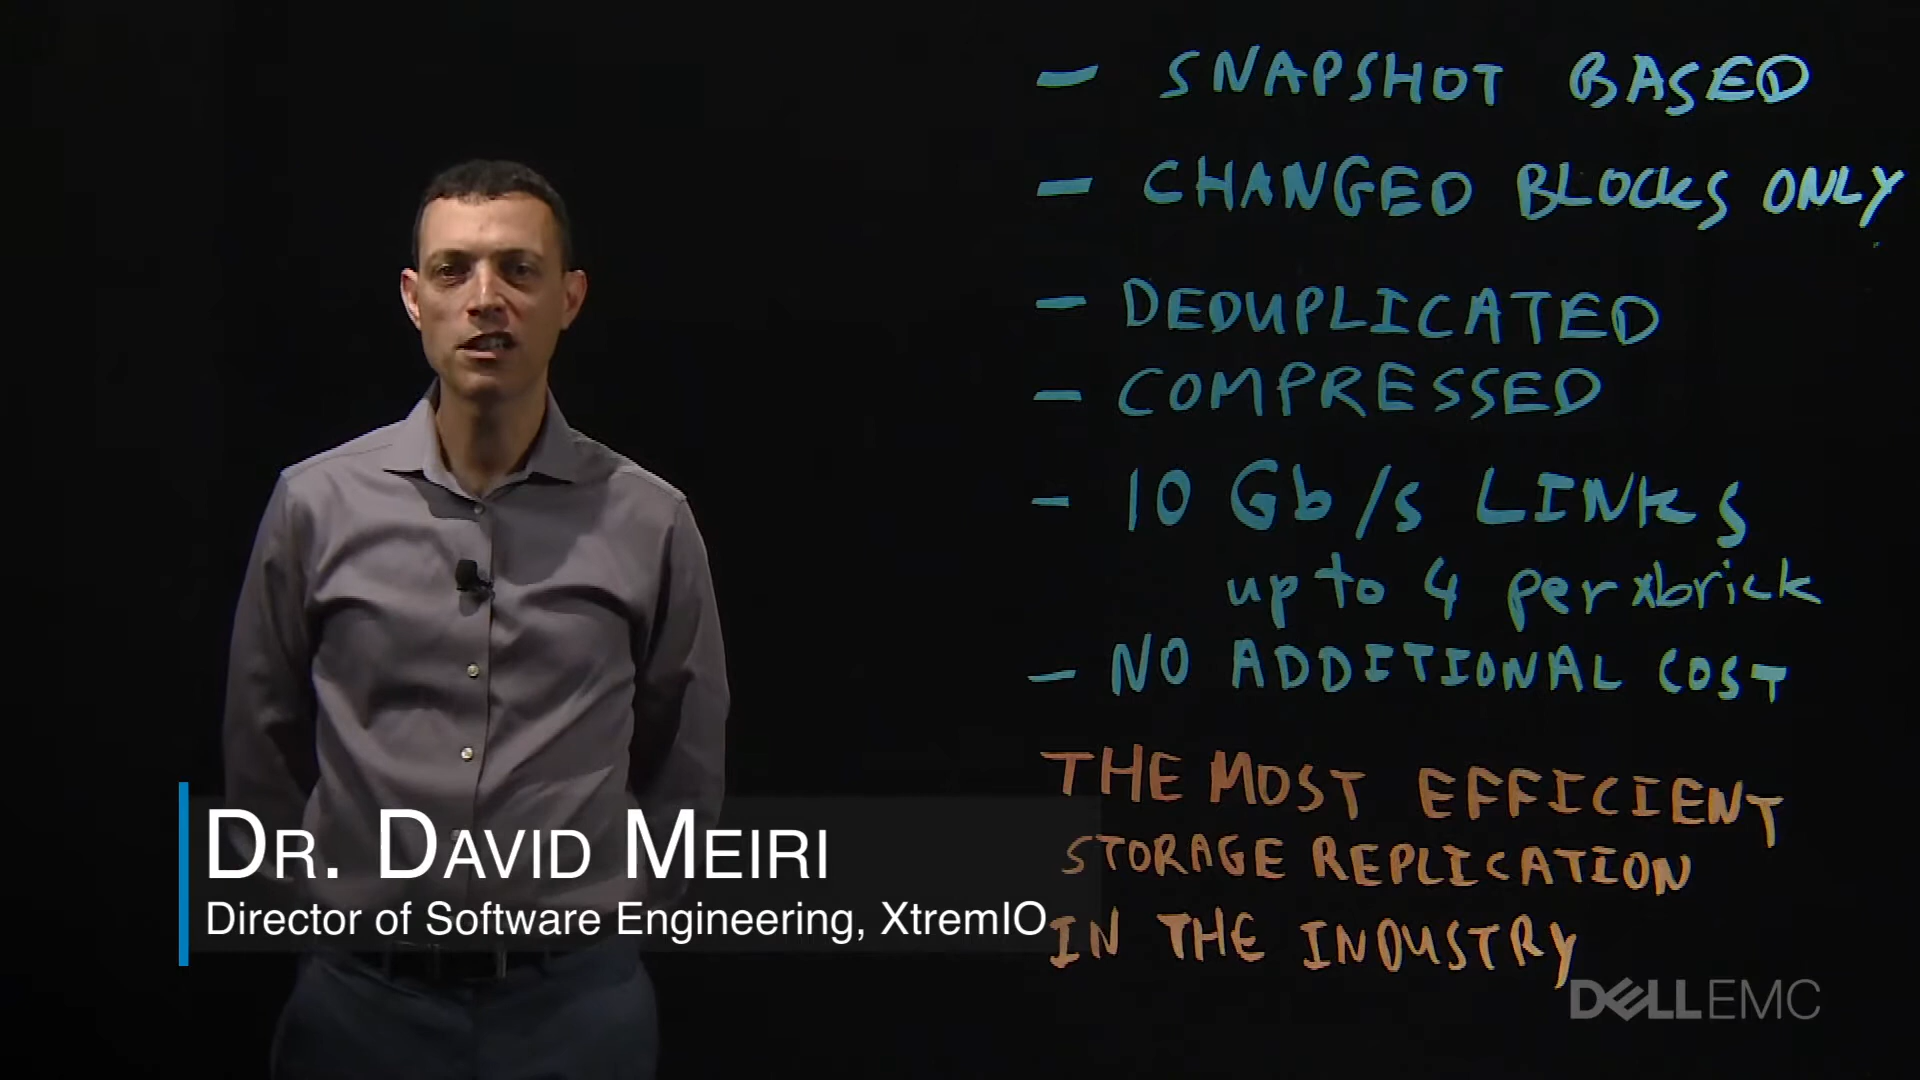 - SNAPSHOT BASED
- CHANGED BLOCKS ONLY
- DEDUPLICATED
- COMPRESSED
- 10 Gb/s LINKS
up to 4 per xbrick
- NO ADDITIONAL COST
THE MOST EFFICIENT
STORAGE REPLICATION
IN THE INDUSTRY
DR. DAVID MEIRI
Director of Software Engineering, XtremIO
DELLEMC